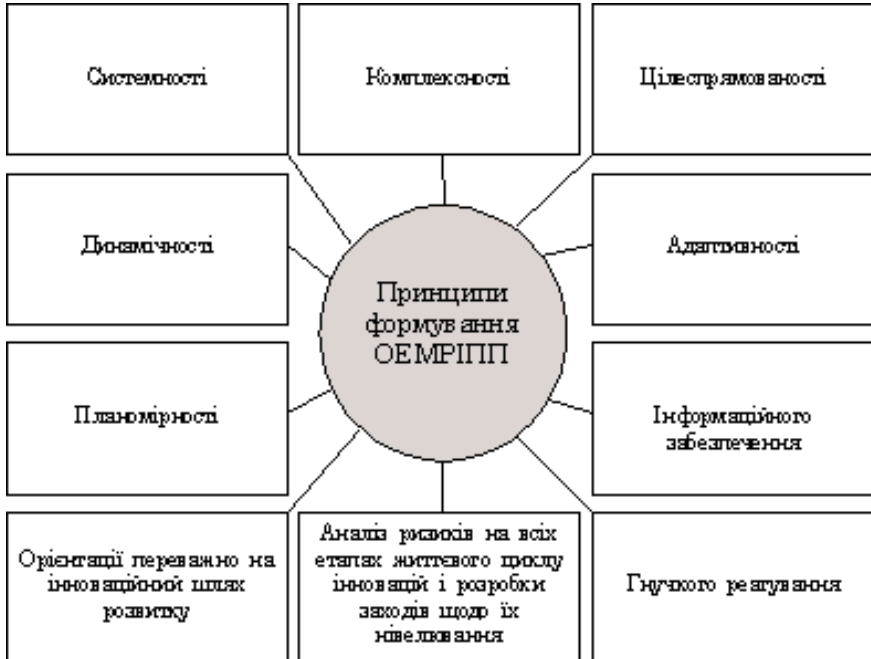 Системності
Комплексності
Цілеспрямованості
Динамічності
Принципи
формування
ОЕМРІПП
Адаптивності
Планомірності
Інформаційного
забезпечення
Орієнтації переважно на
інноваційний шлях
розвитку
Аналіз ризиків на всіх
етапах життєвого циклу
інновацій і розробки
заходів щодо їх
нівелювання
Гнучкого реагування